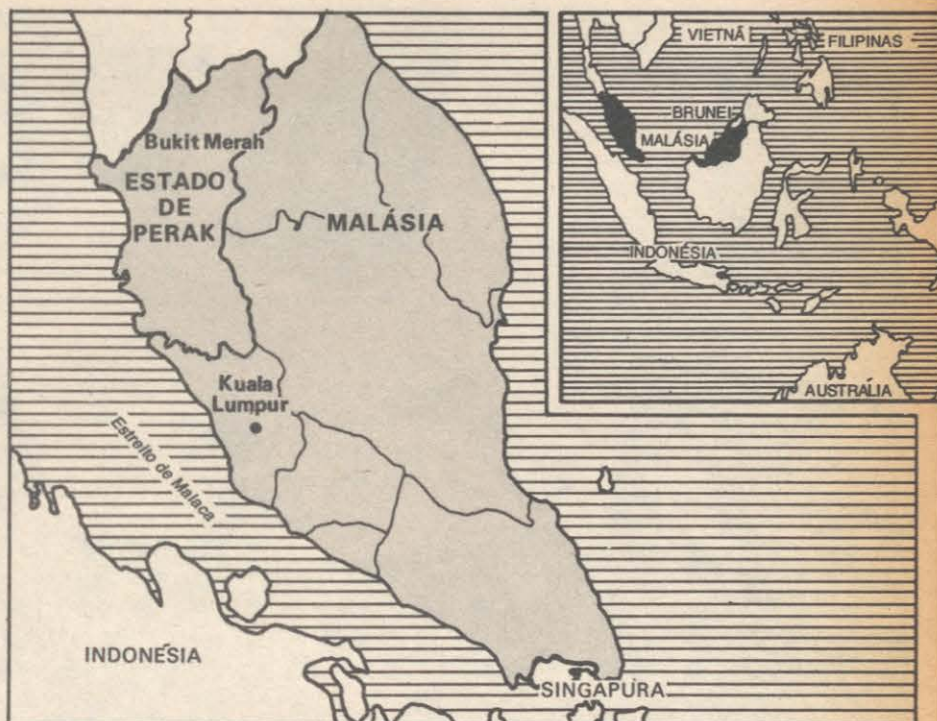 Bukit Merah
ESTADO
DE
PERAK
MALÁSIA
Kuala
Lumpur
Estreito de Malaca
INDONÉSIA
SINGAPURA
VIETNÃ
FILIPINAS
BRUNEI
MALÁSIA
INDONÉSIA
AUSTRÁLIA